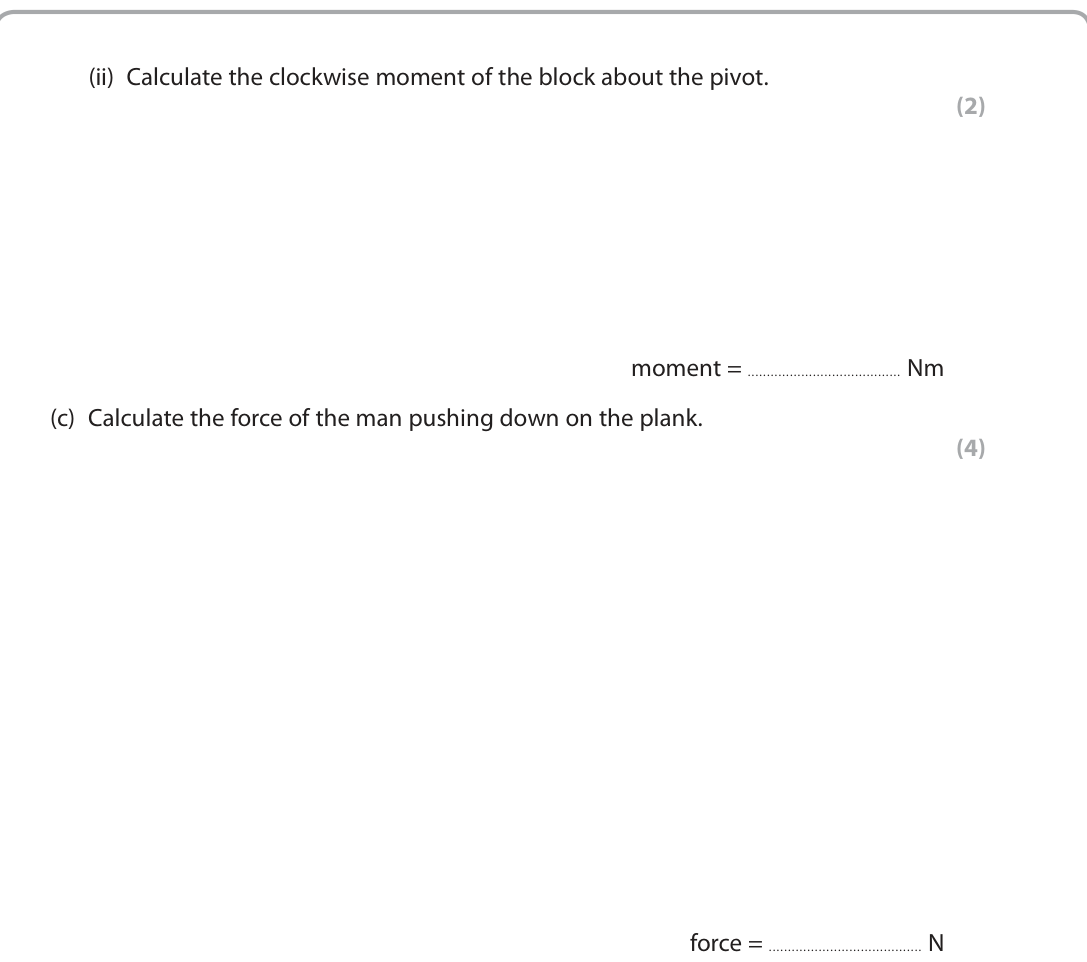 (ii) Calculate the clockwise moment of the block about the pivot.
(2)
moment = ........................................ Nm
(c) Calculate the force of the man pushing down on the plank.
(4)
force = ........................................ N